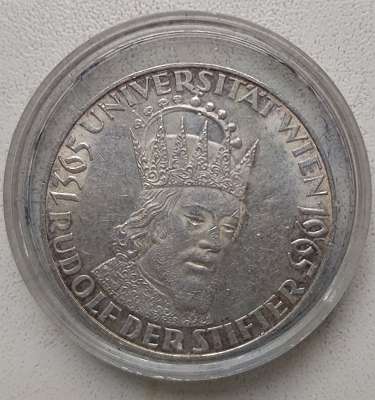 1365 UNIVERSITÄT WIEN 1965
RUDOLF DER STIFTER